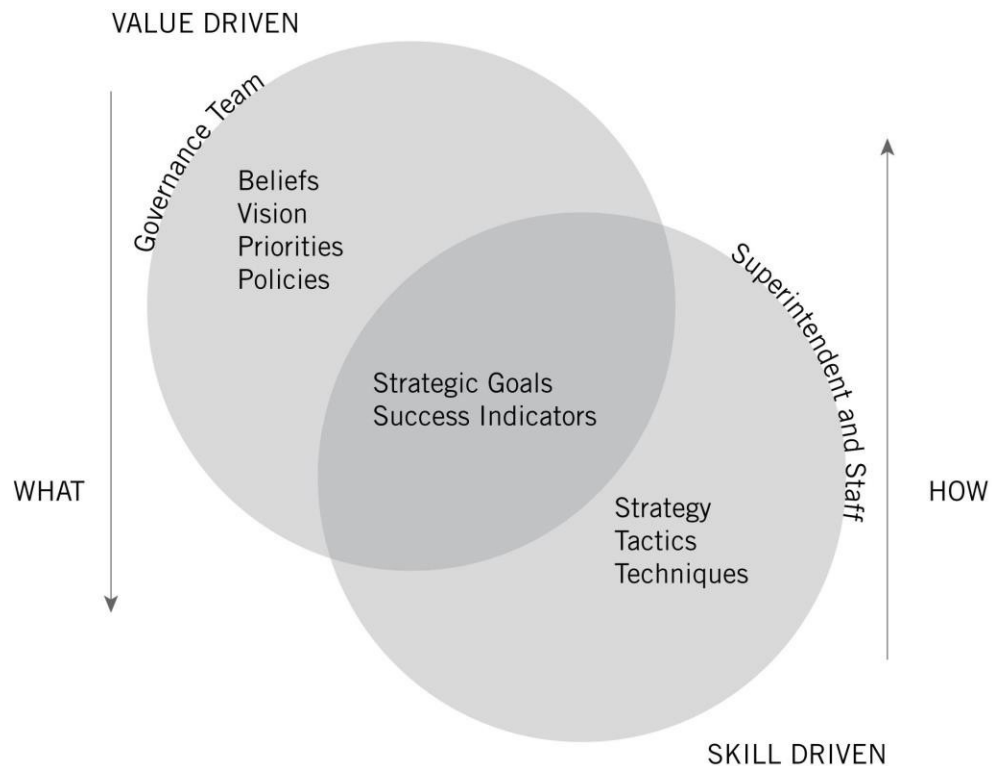 VALUE DRIVEN
Governance Team
Beliefs
Vision
Priorities
Policies
Superintendent and Staff
Strategic Goals
Success Indicators
WHAT
HOW
Strategy
Tactics
Techniques
SKILL DRIVEN